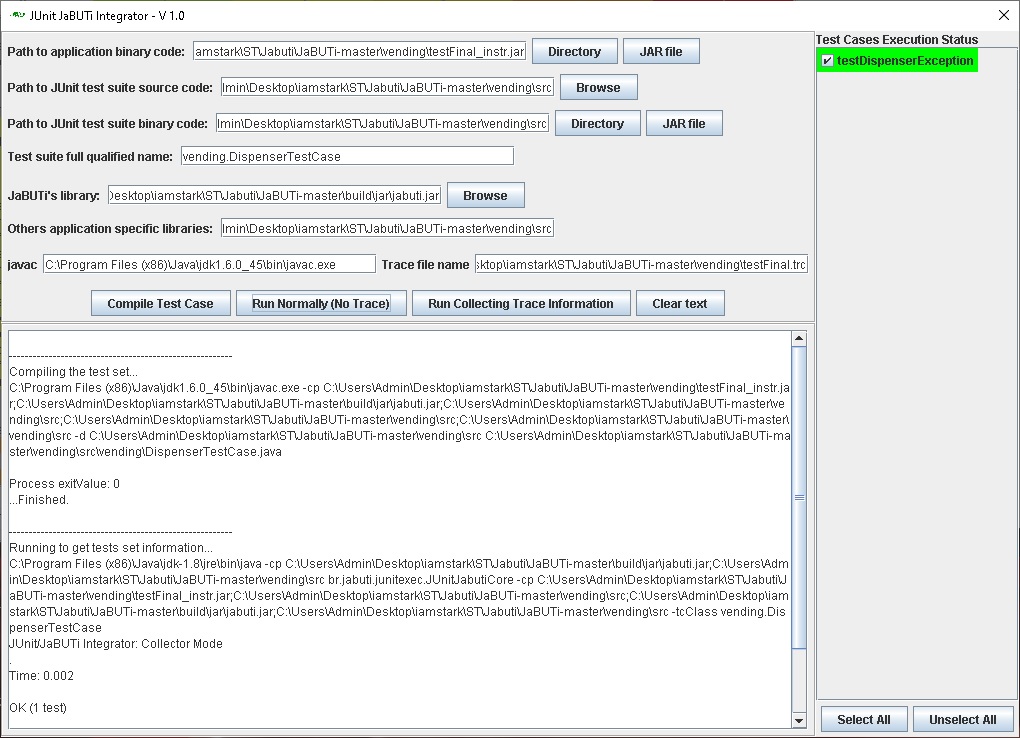 JUnit JaBUTi Integrator - V 1.0
Path to application binary code: amstark\ST\Jabuti\JaBUTi-master\vending\testFinal_instr.jar Directory JAR file
Path to JUnit test suite source code: lmin\Desktop\iamstark\ST\Jabuti\JaBUTi-master\vending\src Browse
Path to JUnit test suite binary code: lmin\Desktop\iamstark\ST\Jabuti\JaBUTi-master\vending\src Directory JAR file
Test suite full qualified name: vending.DispenserTestCase
JaBUTi's library: Desktop\iamstark\ST\Jabuti\JaBUTi-master\build\jar\jabuti.jar Browse
Others application specific libraries: lmin\Desktop\iamstark\ST\Jabuti\JaBUTi-master\vending\src
javac C:\Program Files (x86)\Java\jdk1.6.0_45\bin\javac.exe Trace file name sktop\iamstark\ST\Jabuti\JaBUTi-master\vending\testFinal.trc
Compile Test Case Run Normally (No Trace) Run Collecting Trace Information Clear text
--------------------------------------------------------
Compiling the test set...
C:\Program Files (x86)\Java\jdk1.6.0_45\bin\javac.exe -cp C:\Users\Admin\Desktop\iamstark\ST\Jabuti\JaBUTi-master\vending\testFinal_instr.ja
r;C:\Users\Admin\Desktop\iamstark\ST\Jabuti\JaBUTi-master\build\jar\jabuti.jar;C:\Users\Admin\Desktop\iamstark\ST\Jabuti\JaBUTi-master\ve
nding\src;C:\Users\Admin\Desktop\iamstark\ST\Jabuti\JaBUTi-master\vending\src;C:\Users\Admin\Desktop\iamstark\ST\Jabuti\JaBUTi-master\
vending\src -d C:\Users\Admin\Desktop\iamstark\ST\Jabuti\JaBUTi-master\vending\src C:\Users\Admin\Desktop\iamstark\ST\Jabuti\JaBUTi-ma
ster\vending\src\vending\DispenserTestCase.java
Process exitValue: 0
...Finished.
--------------------------------------------------------
Running to get tests set information...
C:\Program Files (x86)\Java\jdk-1.8\jre\bin\java -cp C:\Users\Admin\Desktop\iamstark\ST\Jabuti\JaBUTi-master\build\jar\jabuti.jar;C:\Users\Adm
in\Desktop\iamstark\ST\Jabuti\JaBUTi-master\vending\src br.jabuti.junitexec.JUnitJabutiCore -cp C:\Users\Admin\Desktop\iamstark\ST\Jabuti\J
aBUTi-master\vending\testFinal_instr.jar;C:\Users\Admin\Desktop\iamstark\ST\Jabuti\JaBUTi-master\vending\src;C:\Users\Admin\Desktop\iam
stark\ST\Jabuti\JaBUTi-master\build\jar\jabuti.jar;C:\Users\Admin\Desktop\iamstark\ST\Jabuti\JaBUTi-master\vending\src -tcClass vending.Dis
penserTestCase
JUnit/JaBUTi Integrator: Collector Mode
.
Time: 0.002
OK (1 test)
Test Cases Execution Status
testDispenserException
Select All Unselect All